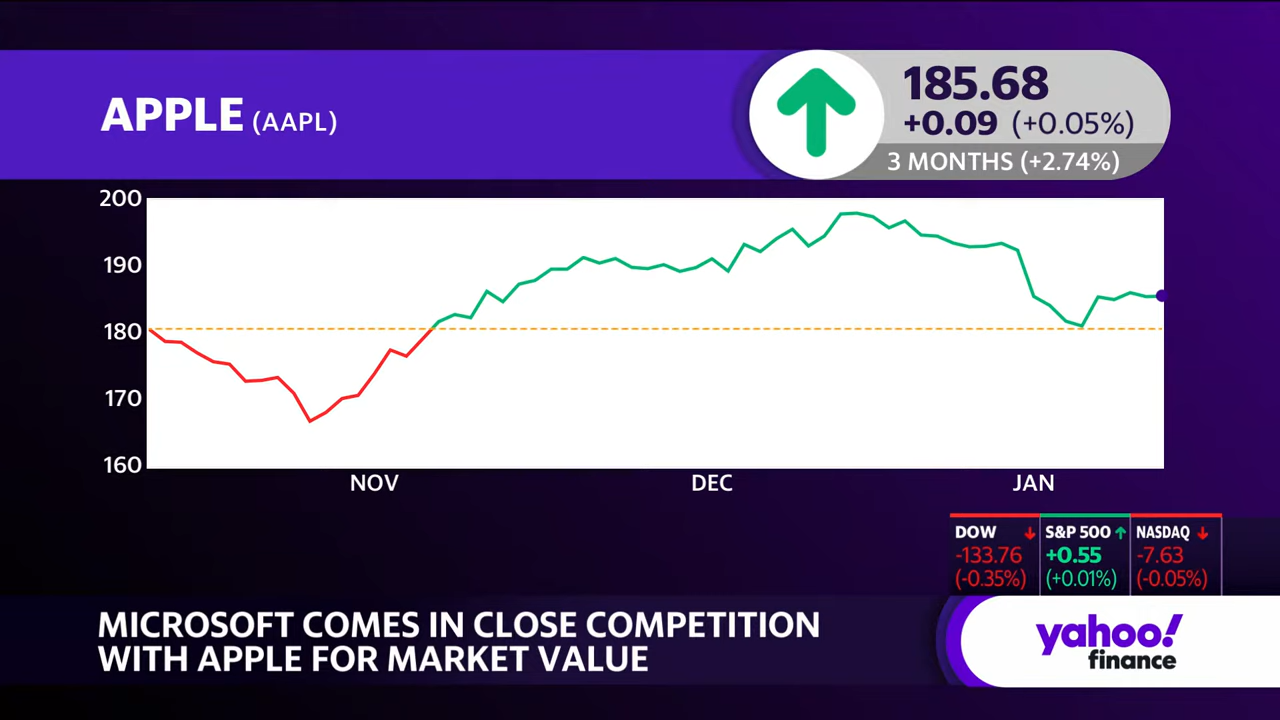 APPLE (AAPL)
185.68
+0.09 (+0.05%)
3 MONTHS (+2.74%)
200
190
180
170
160
NOV DEC JAN
DOW S&P 500 NASDAQ
-133.76 +0.55 -7.63
(-0.35%) (+0.01%) (-0.05%)
MICROSOFT COMES IN CLOSE COMPETITION
WITH APPLE FOR MARKET VALUE
yahoo!
finance